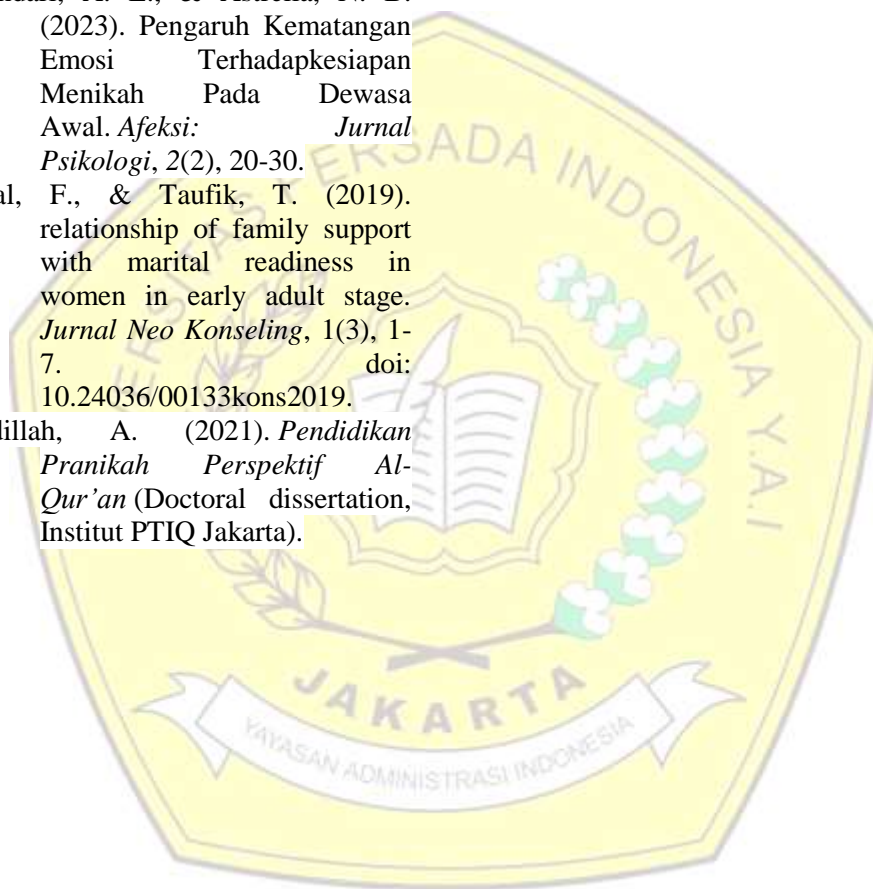 (2023). Pengaruh Kematangan
Emosi Terhadapkesiapan
Menikah Pada Dewasa
Awal. Afeksi: Jurnal
Psikologi, 2(2), 20-30.
F., & Taufik, T. (2019).
relationship of family support
with marital readiness in
women in early adult stage.
Jurnal Neo Konseling, 1(3), 1-
7. doi:
10.24036/00133kons2019.
A. (2021). Pendidikan
Pranikah Perspektif Al-
Qur’an (Doctoral dissertation,
Institut PTIQ Jakarta).
PERSADA INDONESIA Y.A.I
JAKARTA
YAYASAN ADMINISTRASI INDONESIA